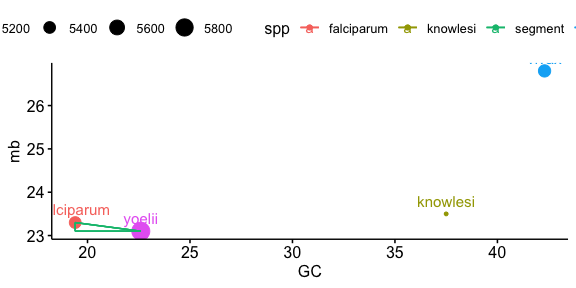 5200 5400 5600 5800 spp falciparum knowlesi segment
26
25
24
23
mb
lciparum
yoelii
knowlesi
20 25 30 35 40
GC